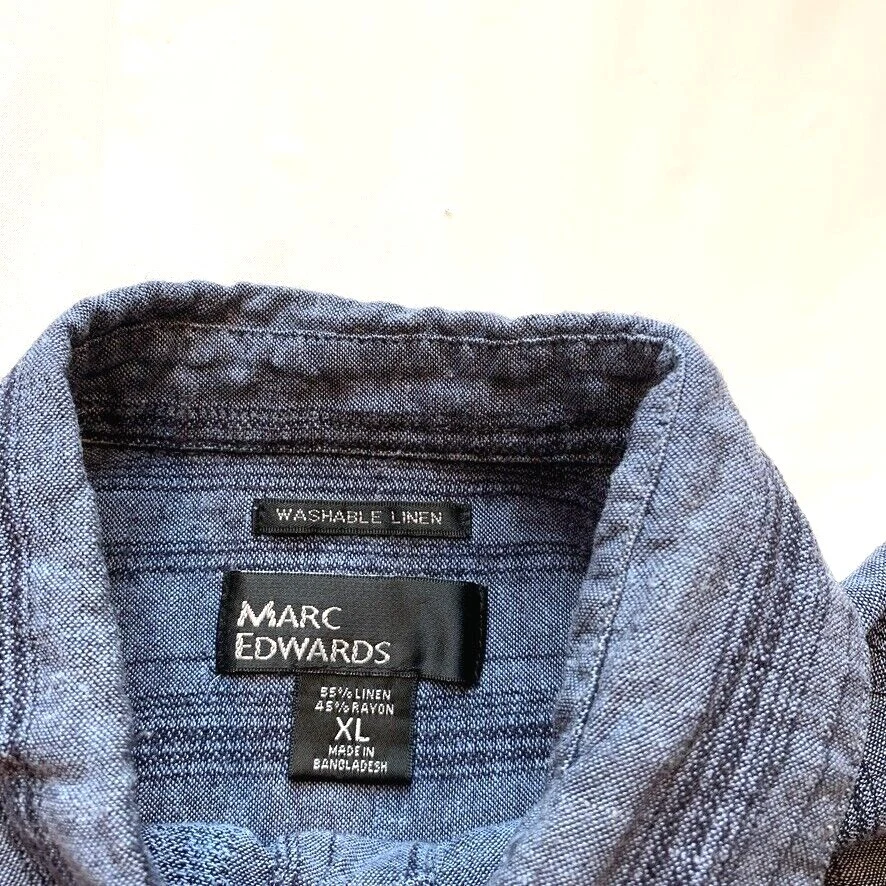 WASHABLE LINEN
MARC
EDWARDS
55% LINEN
45% RAYON
XL
MADE IN
BANGLADESH